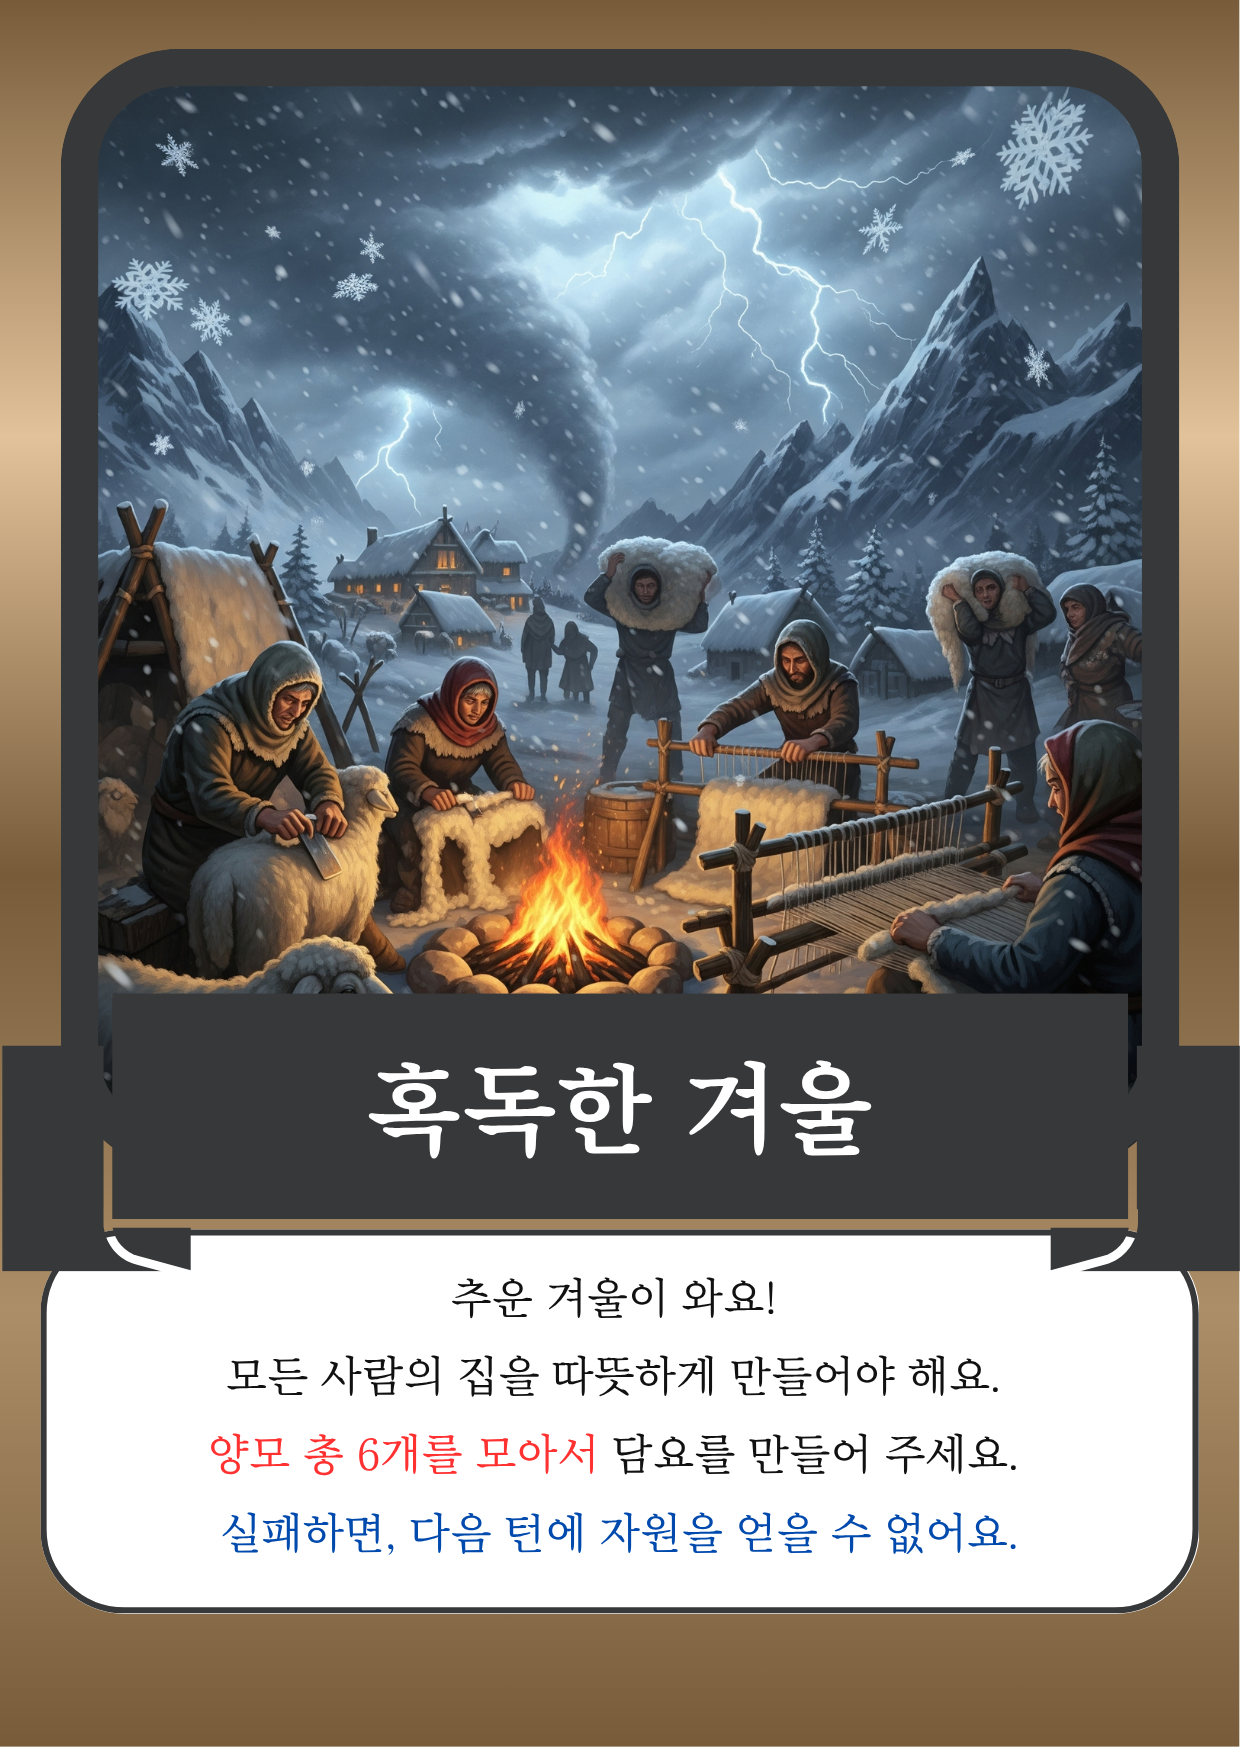 혹독한 겨울
추운 겨울이 와요!
모든 사람의 집을 따뜻하게 만들어야 해요.
양모 총 6개를 모아서 담요를 만들어 주세요.
실패하면, 다음 턴에 자원을 얻을 수 없어요.